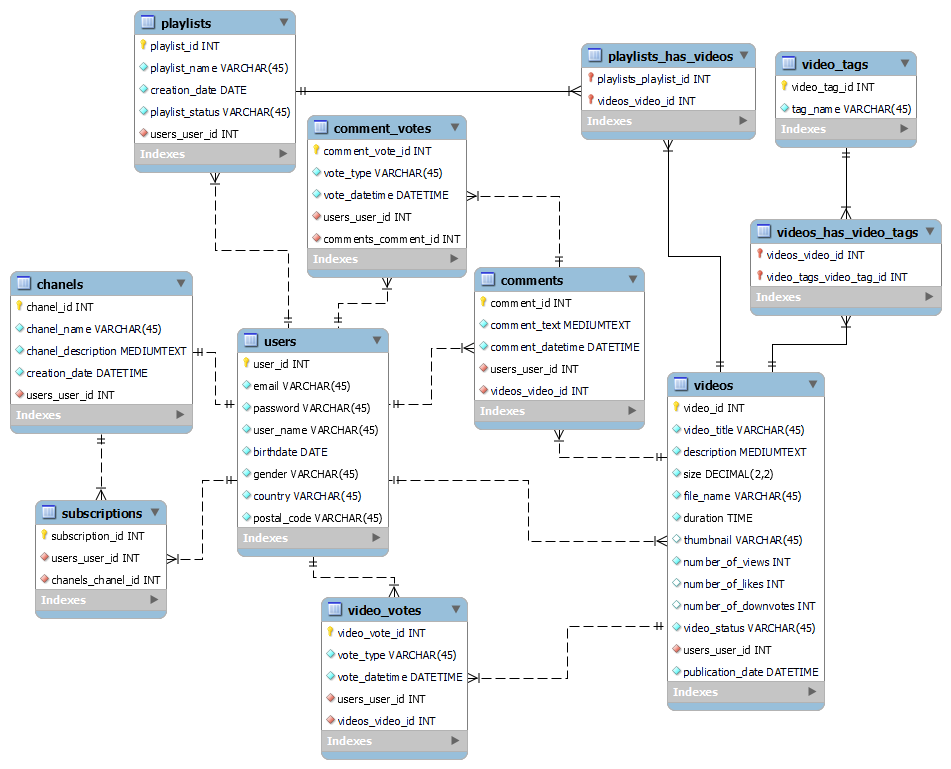 playlists
playlist_id INT
playlist_name VARCHAR(45)
creation_date DATE
playlist_status VARCHAR(45)
users_user_id INT
Indexes
playlists_has_videos
playlists_playlist_id INT
videos_video_id INT
Indexes
video_tags
video_tag_id INT
tag_name VARCHAR(45)
Indexes
comment_votes
comment_vote_id INT
vote_type VARCHAR(45)
vote_datetime DATETIME
users_user_id INT
comments_comment_id INT
Indexes
videos_has_video_tags
videos_video_id INT
video_tags_video_tag_id INT
Indexes
chanels
chanel_id INT
chanel_name VARCHAR(45)
chanel_description MEDIUMTEXT
creation_date DATETIME
users_user_id INT
Indexes
comments
comment_id INT
comment_text MEDIUMTEXT
comment_datetime DATETIME
users_user_id INT
videos_video_id INT
Indexes
users
user_id INT
email VARCHAR(45)
password VARCHAR(45)
user_name VARCHAR(45)
birthdate DATE
gender VARCHAR(45)
country VARCHAR(45)
postal_code VARCHAR(45)
Indexes
videos
video_id INT
video_title VARCHAR(45)
description MEDIUMTEXT
size DECIMAL(2,2)
file_name VARCHAR(45)
duration TIME
thumbnail VARCHAR(45)
number_of_views INT
number_of_likes INT
number_of_downvotes INT
video_status VARCHAR(45)
users_user_id INT
publication_date DATETIME
Indexes
subscriptions
subscription_id INT
users_user_id INT
chanels_chanel_id INT
Indexes
video_votes
video_vote_id INT
vote_type VARCHAR(45)
vote_datetime DATETIME
users_user_id INT
videos_video_id INT
Indexes